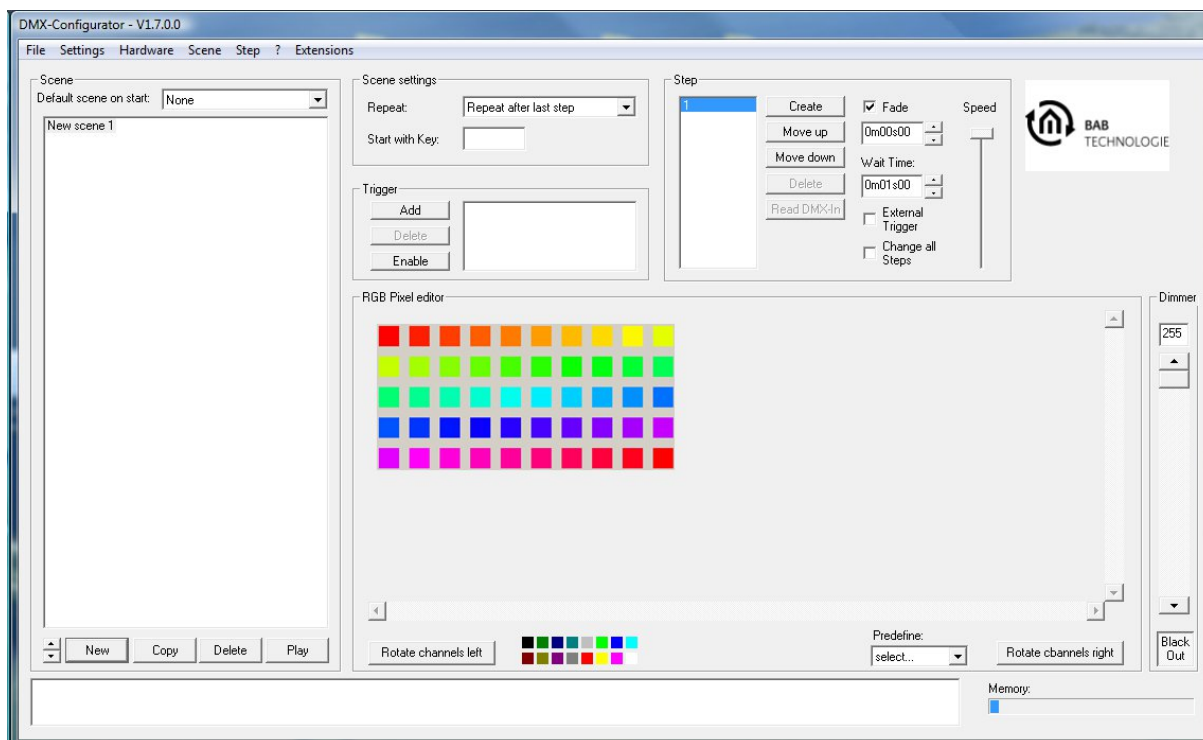 DMX-Configurator - V1.7.0.0
File Settings Hardware Scene Step ? Extensions
Scene
Default scene on start: None
New scene 1
New Copy Delete Play
Scene settings
Repeat: Repeat after last step
Start with Key:
Trigger
Add
Delete
Enable
Step
1
Create
Move up
Move down
Delete
Read DMX-In
Fade
0m00s00
Wait Time:
0m01s00
External
Trigger
Change all
Steps
Speed
BAB
TECHNOLOGIE
RGB Pixel editor
Rotate channels left
Predefine:
select...
Rotate cbannels right
Dimmer
255
Black
Out
Memory: